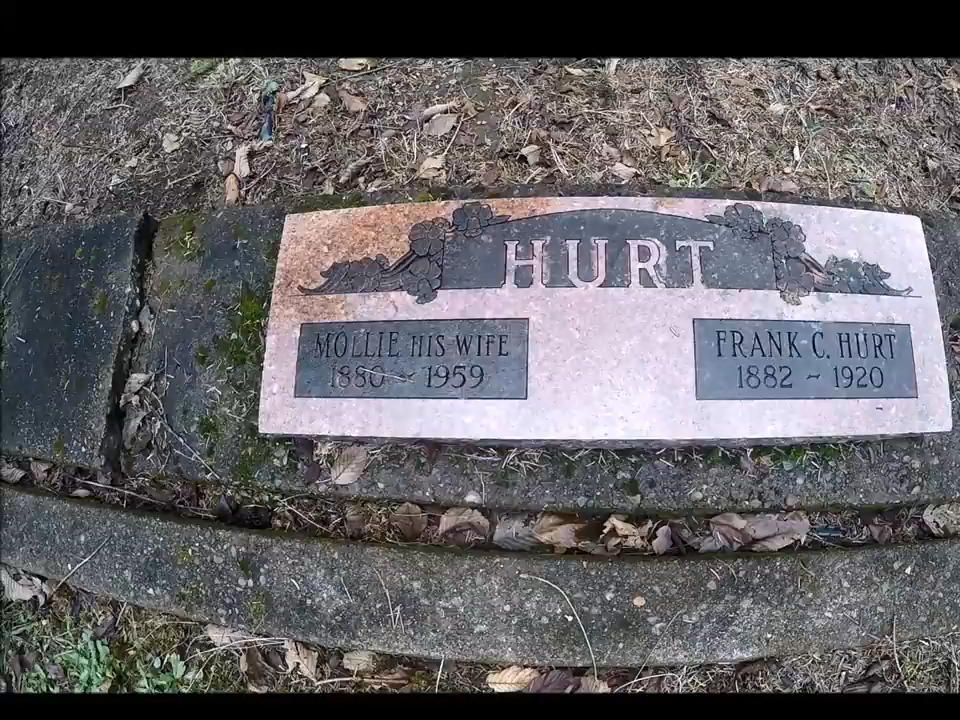 HURT
MOLLIE HIS WIFE
1880 ~ 1959
FRANK C. HURT
1882 ~ 1920